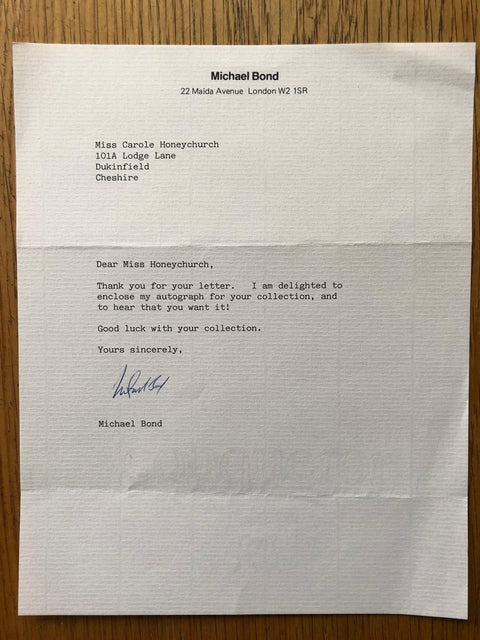 Michael Bond
22 Maida Avenue London W2 1SR
Miss Carole Honeychurch
101A Lodge Lane
Dukinfield
Cheshire
Dear Miss Honeychurch,
Thank you for your letter. I am delighted to
enclose my autograph for your collection, and
to hear that you want it!
Good luck with your collection.
Yours sincerely,
Michael Bond